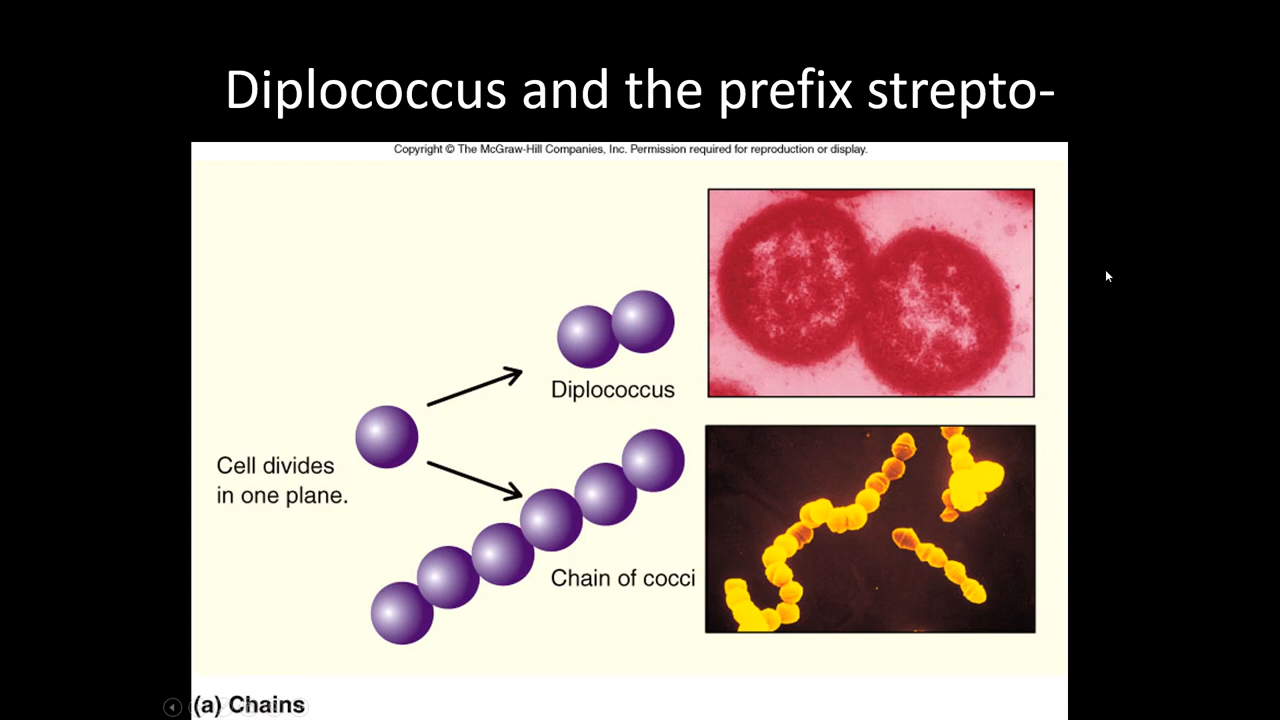 Diplococcus and the prefix strepto-
Copyright © The McGraw-Hill Companies, Inc. Permission required for reproduction or display.
Diplococcus
Cell divides
in one plane.
Chain of cocci
(a) Chains